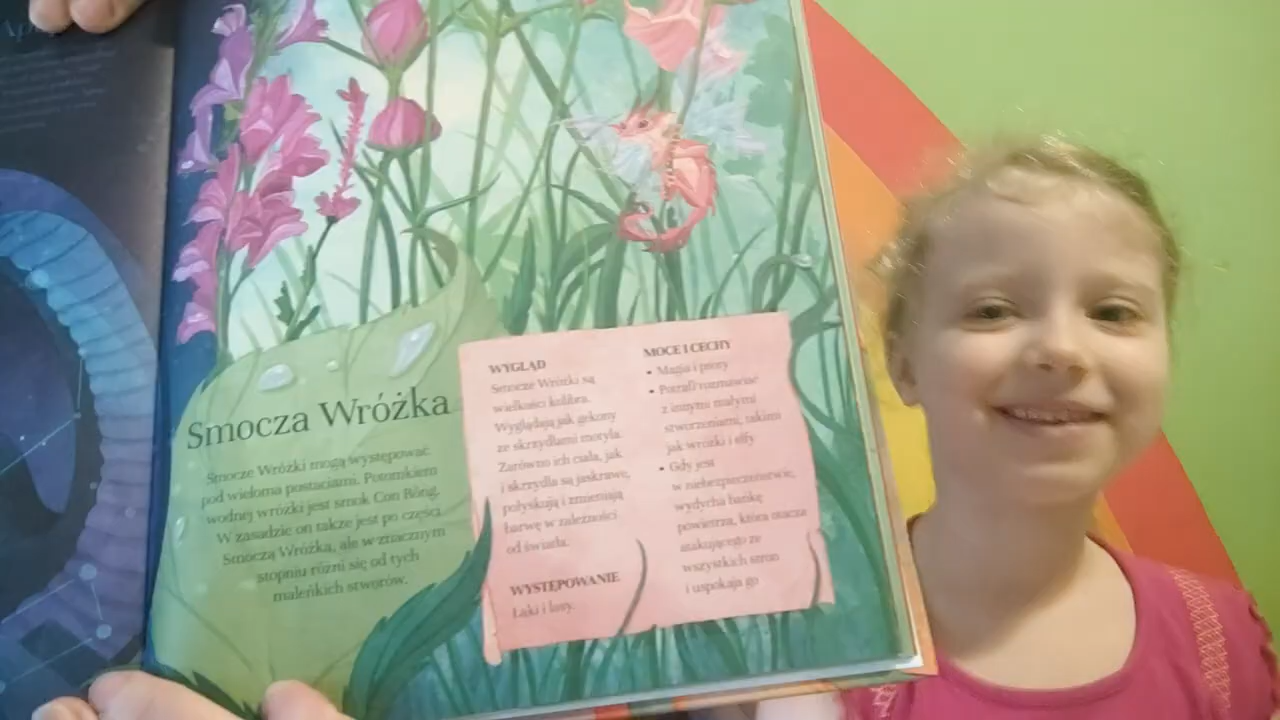 Smocza Wróżka
Smocze Wróżki mogą występować
pod wieloma postaciami. Potomkiem
wodnej wróżki jest smok Con Rồng.
W zasadzie on także jest po części
Smoczą Wróżką, ale w znacznym
stopniu różni się od tych
maleńkich stworów.
WYGLĄD
Smocze Wróżki są
wielkości kolibra.
Wyglądają jak gekony
ze skrzydłami motyla.
Zarówno ich ciała, jak
i skrzydła są jaskrawe,
połyskują i zmieniają
barwę w zależności
od światła.
WYSTĘPOWANIE
Łąki i lasy.
MOCE I CECHY
• Magia i psoty
• Potrafi rozmawiać
z innymi małymi
stworzeniami, takimi
jak wróżki i elfy
• Gdy jest
w niebezpieczeństwie,
wydycha bańkę
powietrza, która otacza
atakującego ze
wszystkich stron
i uspokaja go